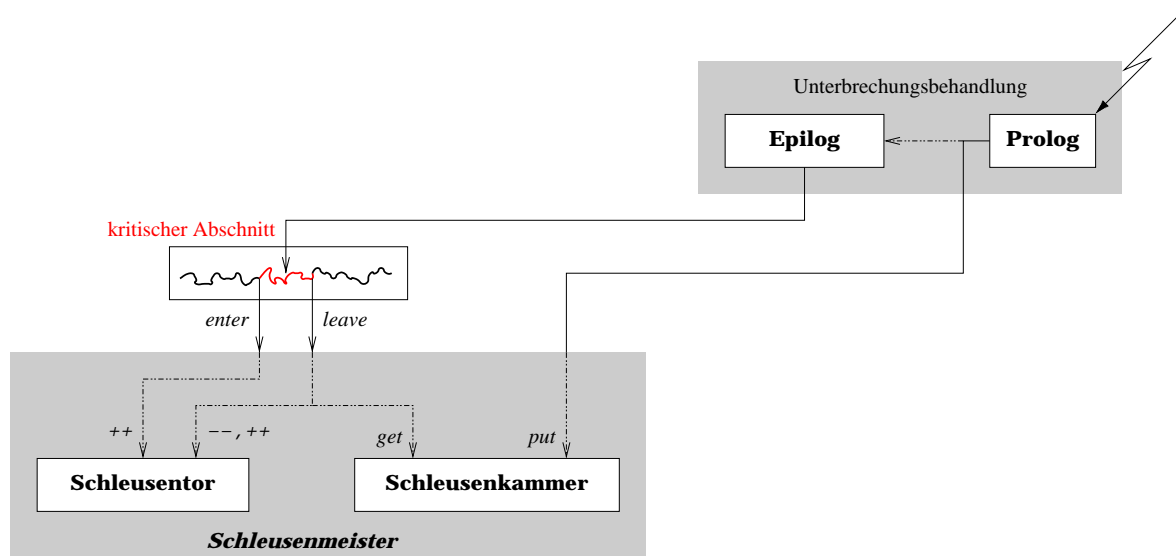 Unterbrechungsbehandlung
Epilog
Prolog
kritischer Abschnitt
enter
leave
++
−−, ++
get
put
Schleusentor
Schleusenkammer
Schleusenmeister